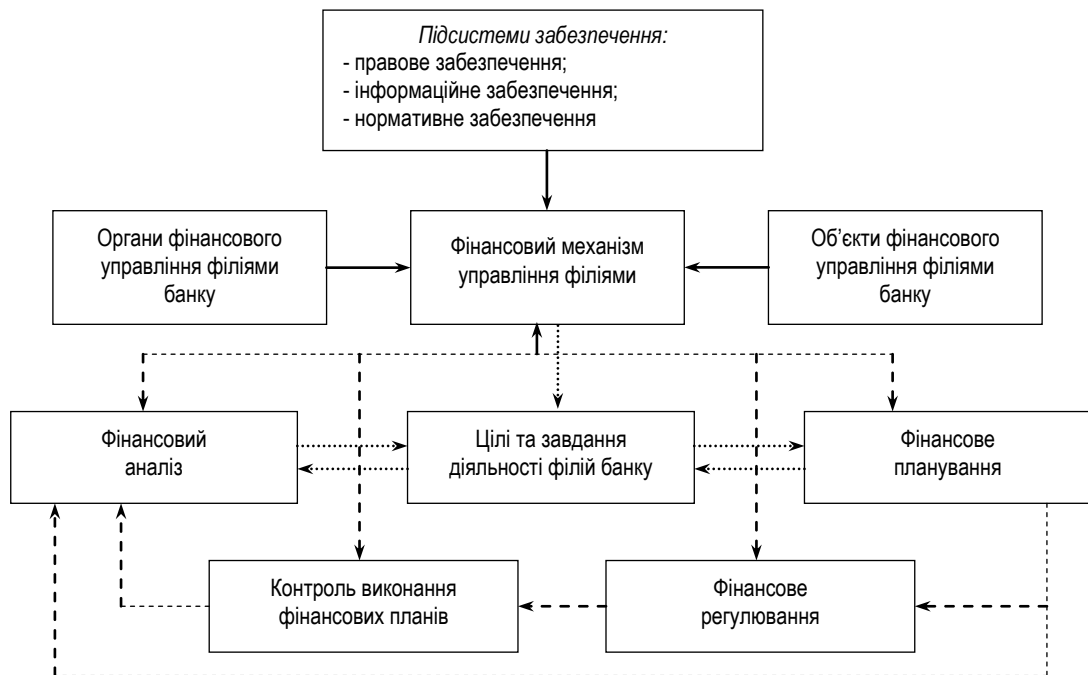 Підсистеми забезпечення:
- правове забезпечення;
- інформаційне забезпечення;
- нормативне забезпечення
Органи фінансового
управління філіями
банку
Фінансовий механізм
управління філіями
Об’єкти фінансового
управління філіями
банку
Фінансовий
аналіз
Цілі та завдання
діяльності філій банку
Фінансове
планування
Контроль виконання
фінансових планів
Фінансове
регулювання